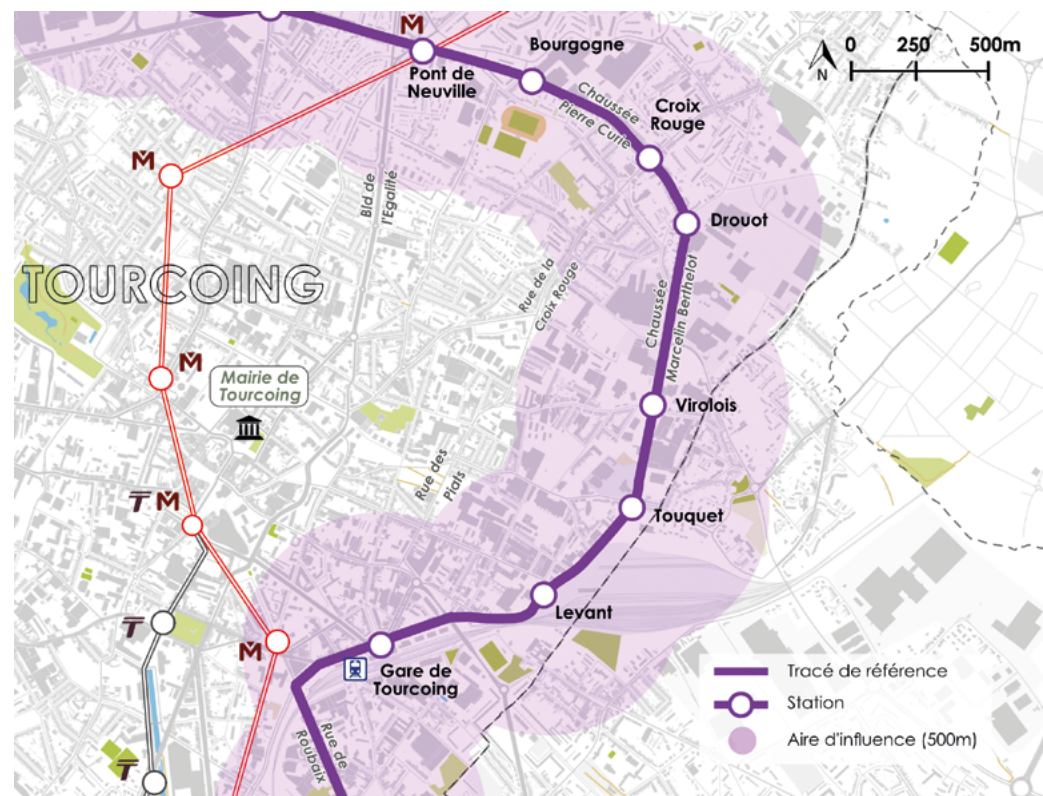 M
Bourgogne
Pont de
Neuville
0 250 500m
N
Chaussée
Pierre Curie
Croix
Rouge
M
Bld de
l'Egalité
Drouot
TOURCOING
Rue de la
Croix Rouge
Chaussée
Marcelin Berthelot
M
Mairie de
Tourcoing
Virolois
Rue des
Piats
T M
Touquet
Levant
T
M
Gare de
Tourcoing
Rue de
Roubaix
T
Tracé de référence
Station
Aire d'influence (500m)